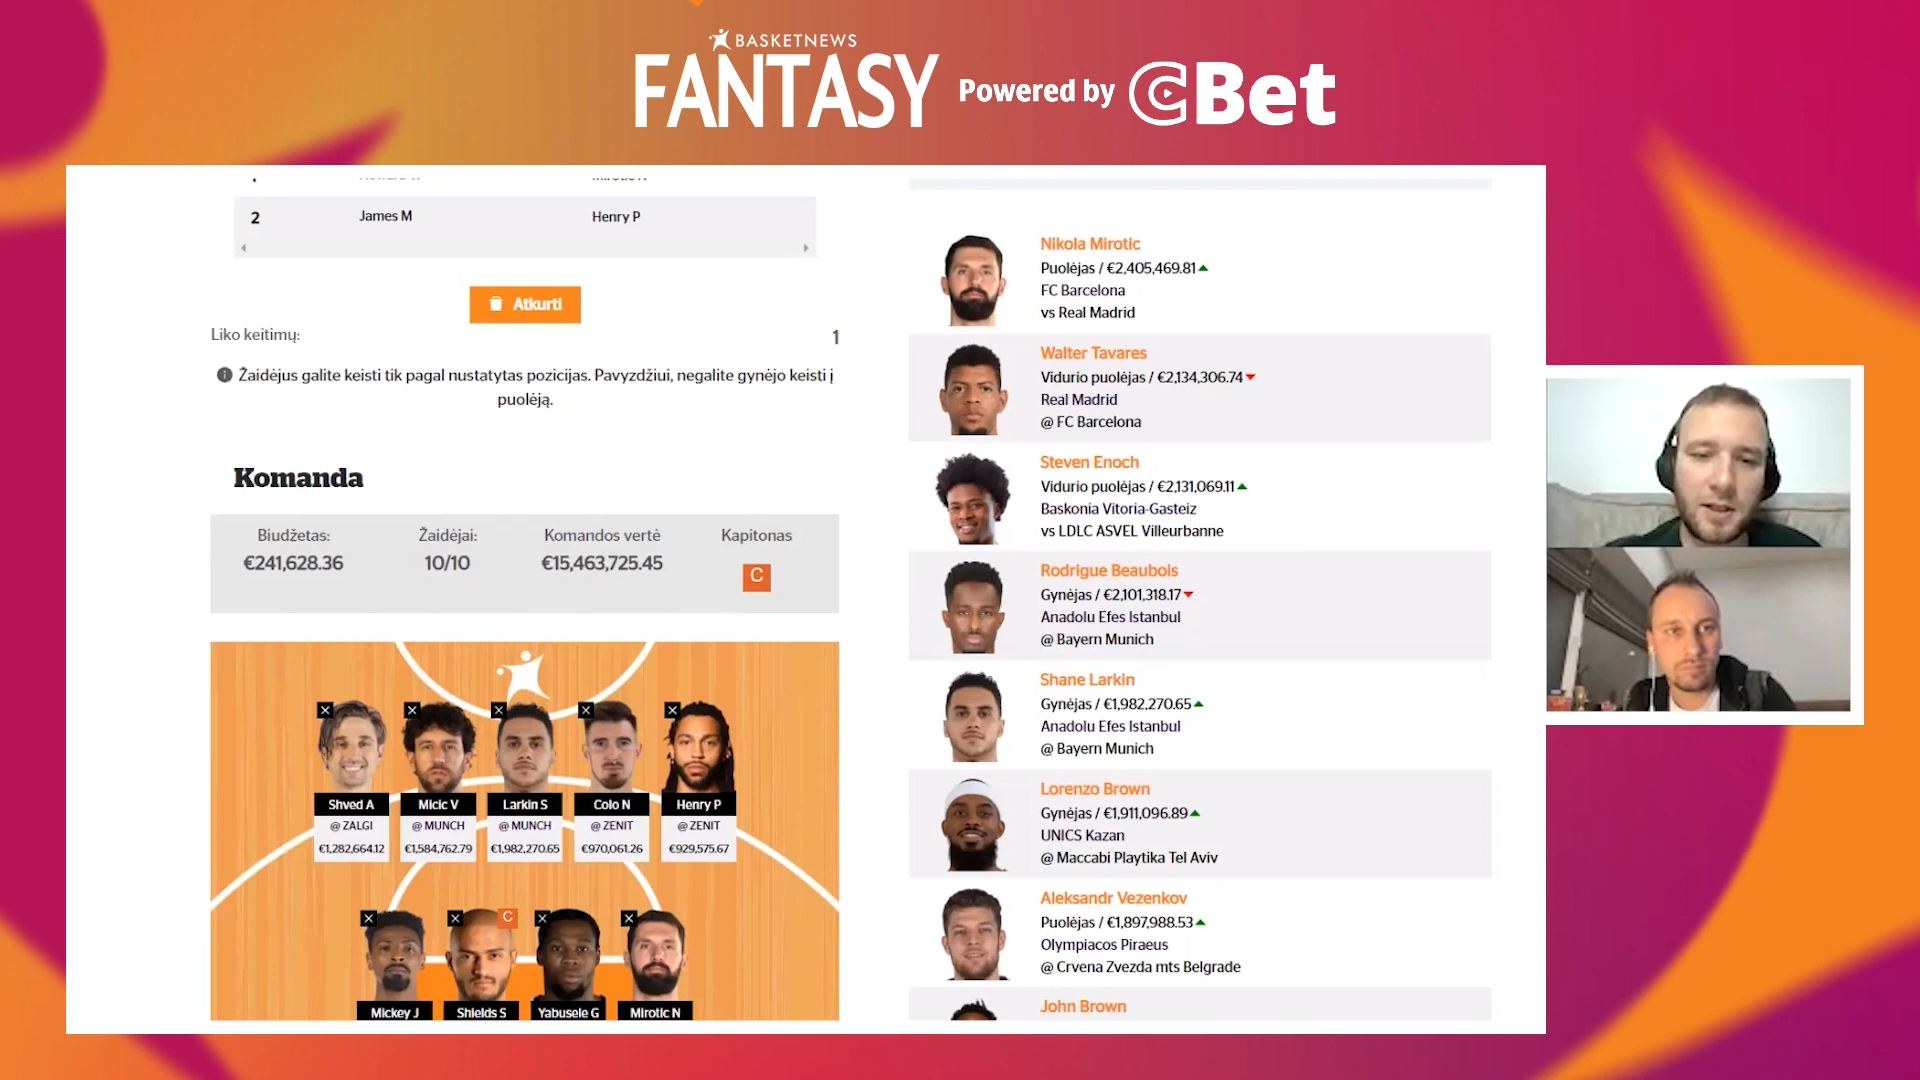 BASKETNEWS
FANTASY Powered by CBet
2 James M Henry P
Atkurti
Liko keitimų: 1
Žaidėjus galite keisti tik pagal nustatytas pozicijas. Pavyzdžiui, negalite gynėjo keisti į
puolėją.
Komanda
Biudžetas: Žaidėjai: Komandos vertė Kapitonas
€241,628.36 10/10 €15,463,725.45 C
Shved A Micic V Larkin S Colo N Henry P
@ ZALGI @ MUNCH @ MUNCH @ ZENIT @ ZENIT
€1,282,664.12 €1,584,762.79 €1,982,270.65 €970,061.26 €929,575.67
C
Mickey J Shields S Yabusele G Mirotic N
Nikola Mirotic
Puolėjas / €2,405,469.81
FC Barcelona
vs Real Madrid
Walter Tavares
Vidurio puolėjas / €2,134,306.74
Real Madrid
@ FC Barcelona
Steven Enoch
Vidurio puolėjas / €2,131,069.11
Baskonia Vitoria-Gasteiz
vs LDLC ASVEL Villeurbanne
Rodrigue Beaubois
Gynėjas / €2,101,318.17
Anadolu Efes Istanbul
@ Bayern Munich
Shane Larkin
Gynėjas / €1,982,270.65
Anadolu Efes Istanbul
@ Bayern Munich
Lorenzo Brown
Gynėjas / €1,911,096.89
UNICS Kazan
@ Maccabi Playtika Tel Aviv
Aleksandr Vezenkov
Puolėjas / €1,897,988.53
Olympiacos Piraeus
@ Crvena Zvezda mts Belgrade
John Brown